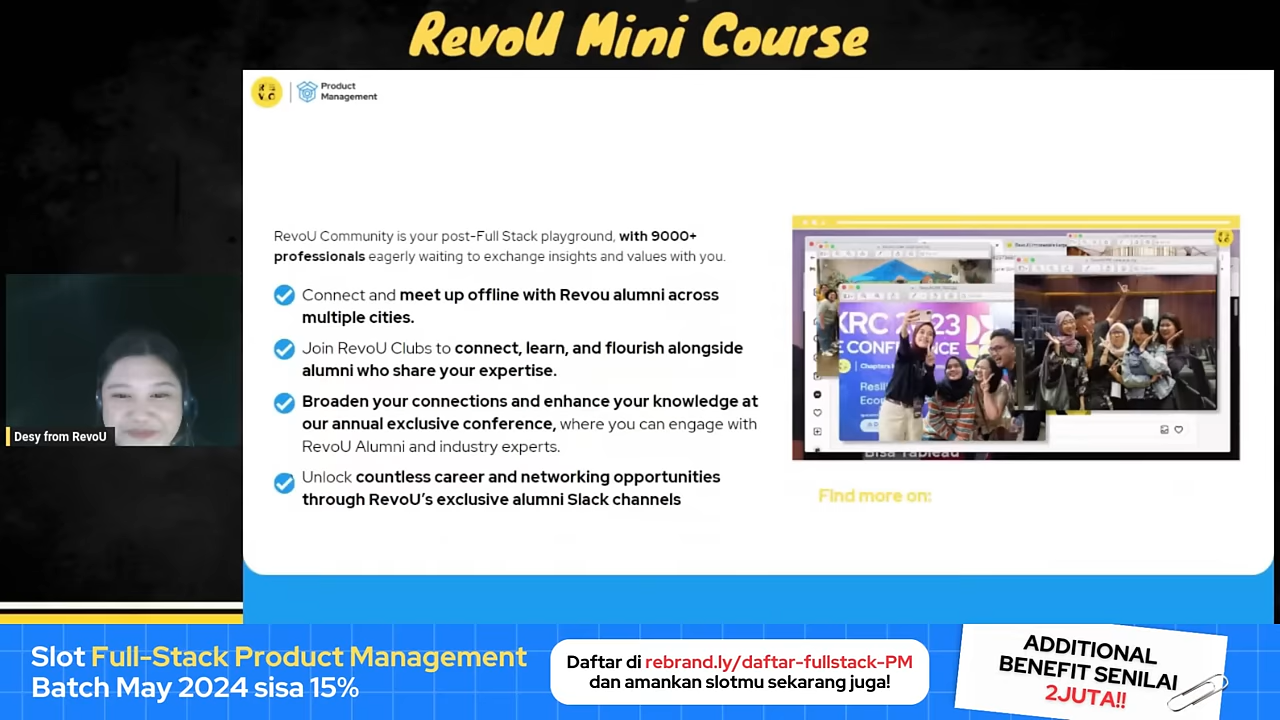 RevoU Mini Course
RE
VO
Product
Management
RevoU Community is your post-Full Stack playground, with 9000+
professionals eagerly waiting to exchange insights and values with you.
Connect and meet up offline with Revou alumni across
multiple cities.
Join RevoU Clubs to connect, learn, and flourish alongside
alumni who share your expertise.
Broaden your connections and enhance your knowledge at
our annual exclusive conference, where you can engage with
RevoU Alumni and industry experts.
Unlock countless career and networking opportunities
through RevoU's exclusive alumni Slack channels
Bisa Tableau
Find more on:
Desy from RevoU
Slot Full-Stack Product Management
Batch May 2024 sisa 15%
Daftar di rebrand.ly/daftar-fullstack-PM
dan amankan slotmu sekarang juga!
ADDITIONAL
BENEFIT SENILAI
2JUTA!!